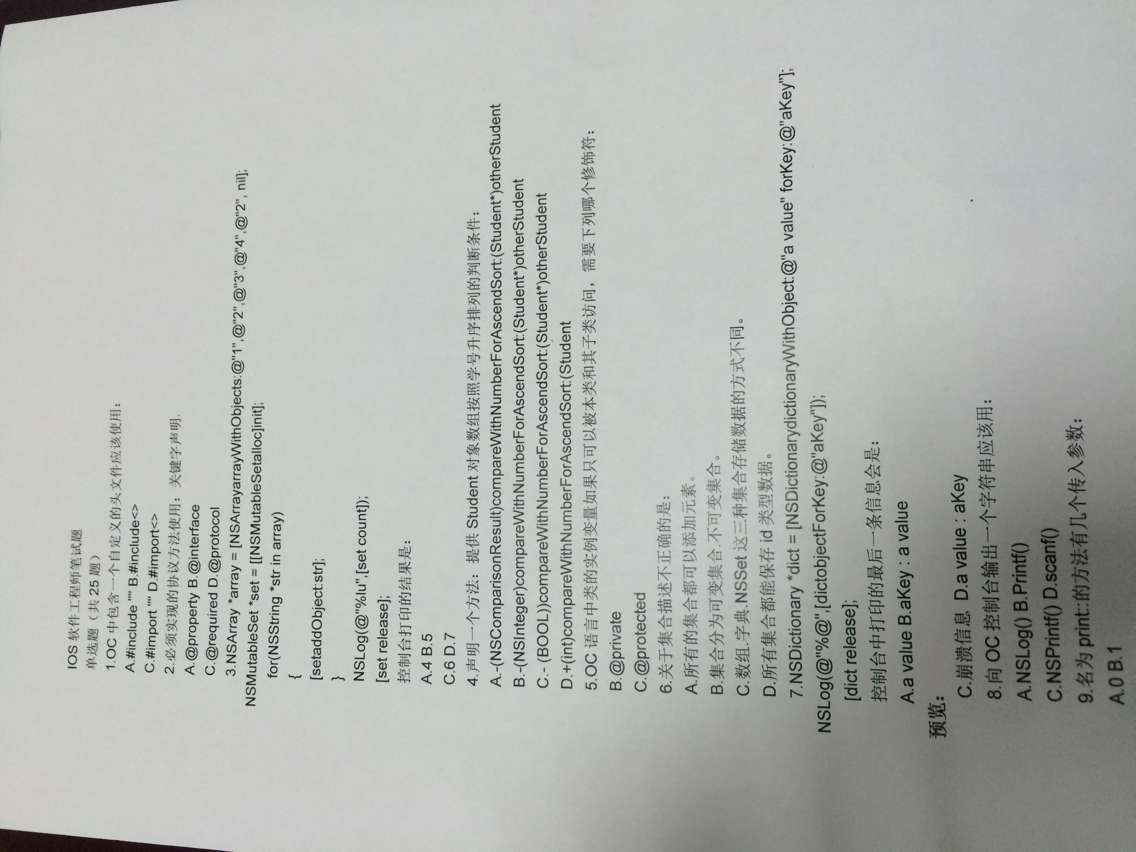 IOS 软件工程师笔试题
单选题（共 25 题）
1.OC 中包含一个自定义的头文件应该使用：
A.#include "" B.#include<>
C.#import "" D.#import<>
2.必须实现的协议方法使用：关键字声明.
A.@property B.@interface
C.@required D.@protocol
3.NSArray *array = [NSArrayarrayWithObjects:@"1",@"2",@"3",@"4",@"2", nil];
NSMutableSet *set = [[NSMutableSetalloc]init];
for(NSString *str in array)
{
[setaddObject:str];
}
NSLog(@"%lu",[set count]);
[set release];
控制台打印的结果是：
A.4 B.5
C.6 D.7
4.声明一个方法：提供 Student 对象数组按照学号升序排列的判断条件：
A.-(NSComparisonResult)compareWithNumberForAscendSort:(Student*)otherStudent
B.-(NSInteger)compareWithNumberForAscendSort:(Student*)otherStudent
C.- (BOOL))compareWithNumberForAscendSort:(Student*)otherStudent
D.+(int)compareWithNumberForAscendSort:(Student
5.OC 语言中类的实例变量如果只可以被本类和其子类访问，需要下列哪个修饰符：
B.@private
C.@protected
6.关于集合描述不正确的是：
A.所有的集合都可以添加元素。
B.集合分为可变集合.不可变集合。
C.数组.字典.NSSet 这三种集合存储数据的方式不同。
D.所有集合都能保存 id 类型数据。
7.NSDictionary *dict = [NSDictionarydictionaryWithObject:@"a value" forKey:@"aKey"];
NSLog(@"%@",[dictobjectForKey:@"aKey"]);
[dict release];
控制台中打印的最后一条信息会是：
A.a value B.aKey : a value
预览：
C.崩溃信息 D.a value : aKey
8.向 OC 控制台输出一个字符串应该用：
A.NSLog() B.Printf()
C.NSPrintf() D.scanf()
9.名为 print::的方法有几个传入参数：
A.0 B.1